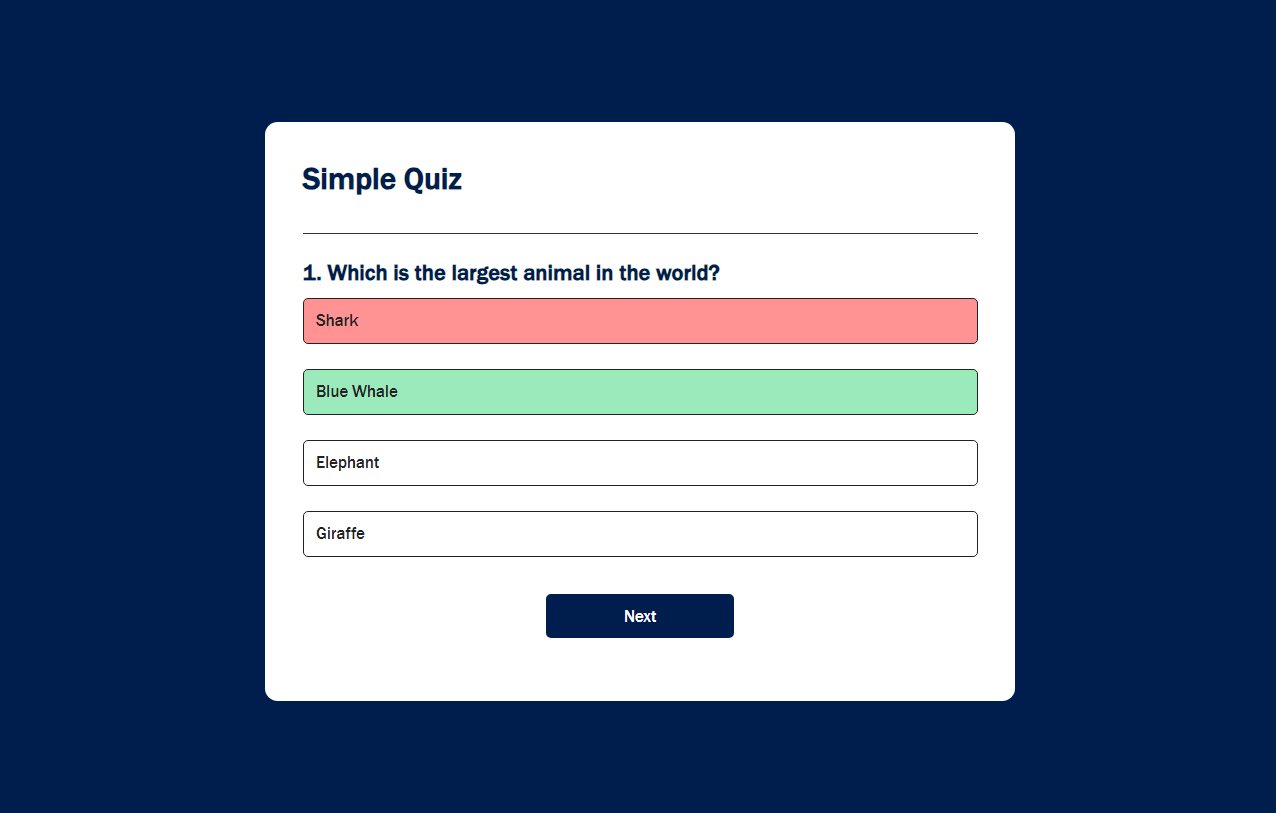 Simple Quiz
1. Which is the largest animal in the world?
Shark
Blue Whale
Elephant
Giraffe
Next